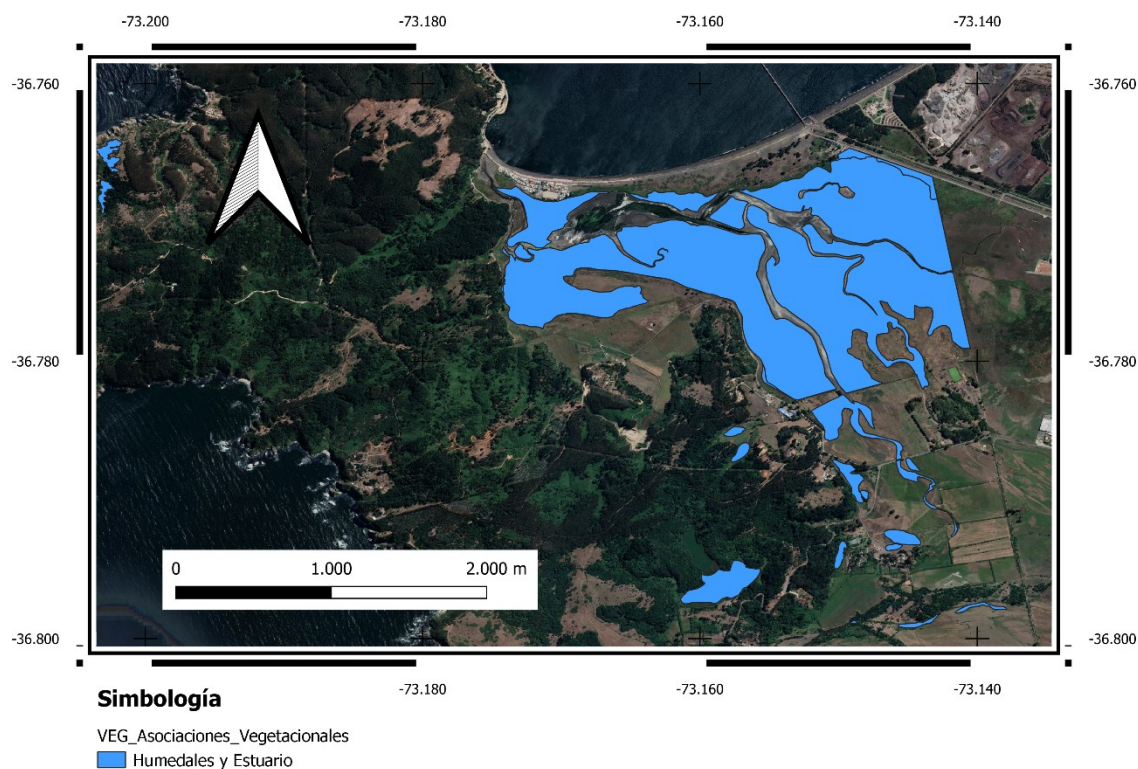 -73.200 -73.180 -73.160 -73.140
-36.760 -36.760
-36.780 -36.780
0 1.000 2.000 m
-36.800 -36.800
-73.180 -73.160 -73.140
Simbología
VEG_Asociaciones_Vegetacionales
Humedales y Estuario